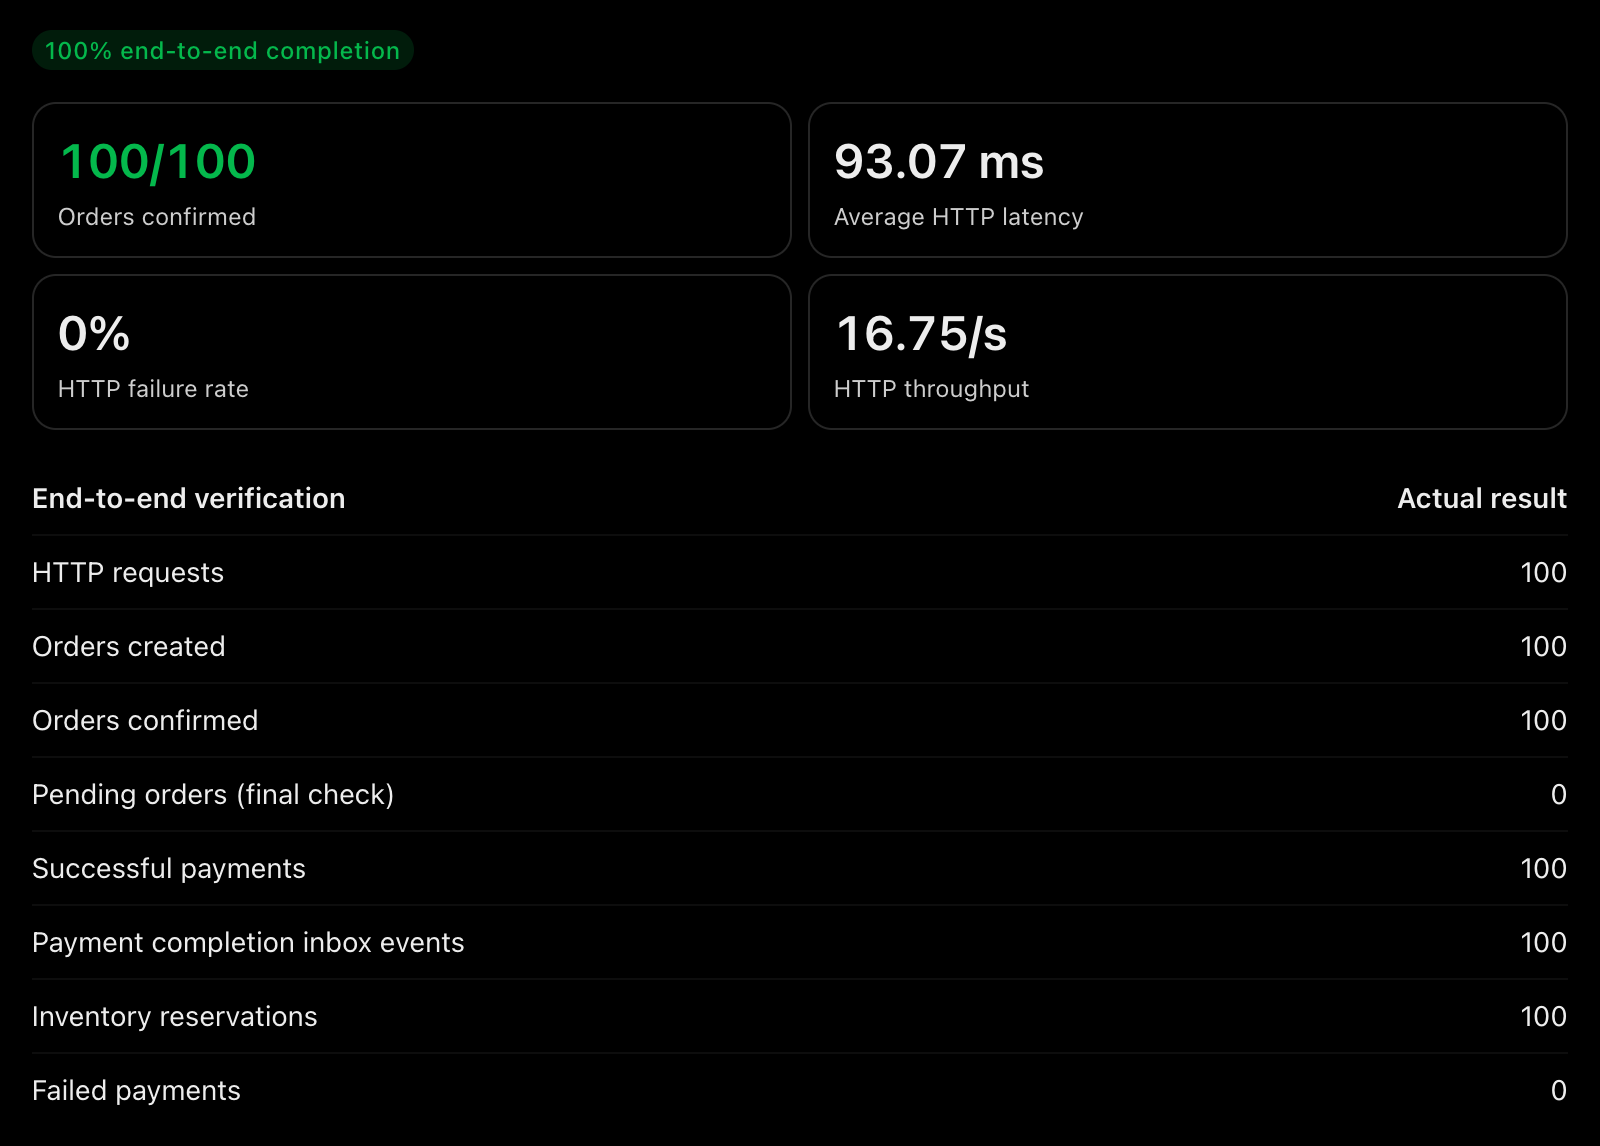 100% end-to-end completion
100/100
Orders confirmed
93.07 ms
Average HTTP latency
0%
HTTP failure rate
16.75/s
HTTP throughput
End-to-end verification Actual result
HTTP requests 100
Orders created 100
Orders confirmed 100
Pending orders (final check) 0
Successful payments 100
Payment completion inbox events 100
Inventory reservations 100
Failed payments 0